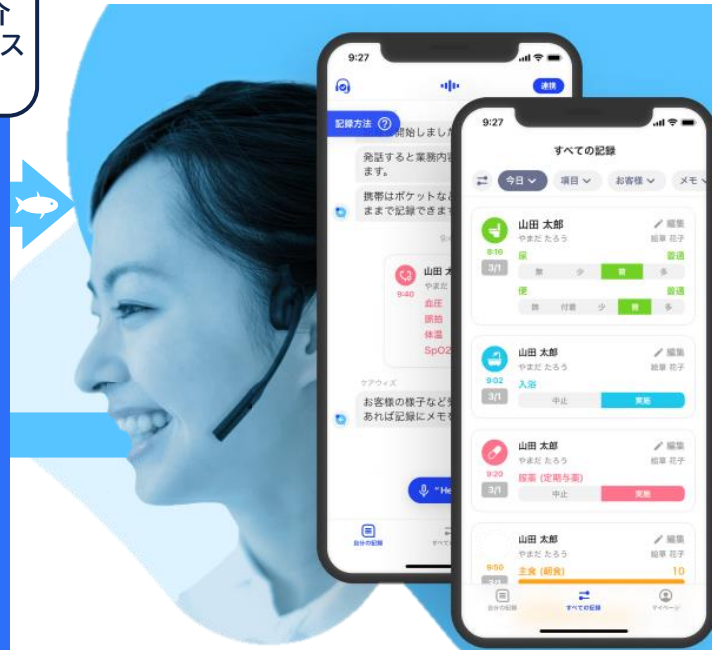 介
ス
9:27
連携
記録方法 ?
開始しました
発話すると業務内容
ます。
携帯はポケットなど
ままで記録できます
山田 太
やまだ
9:40
血圧
脈拍
体温
SpO2
ケアウィズ
お客様の様子など
あれば記録にメモを
"He
自分の記録
9:27
すべての記録
今日
項目
お客様
メモ
山田 太郎
編集
やまだ たろう
絵草 花子
8:16
3/1
尿
普通
無
少
普
多
便
普通
無
付着
少
普
多
山田 太郎
編集
やまだ たろう
絵草 花子
9:02
3/1
入浴
中止
実施
山田 太郎
編集
やまだ たろう
絵草 花子
9:20
3/1
服薬 (定期与薬)
中止
実施
山田 太郎
編集
やまだ たろう
絵草 花子
9:50
主食 (朝食)
10
自分の記録
すべての記録
マイページ